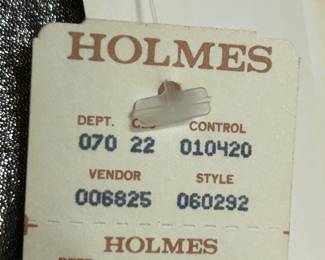 HOLMES
DEPT. CONTROL
070 22 010420
VENDOR STYLE
006825 060292
HOLMES